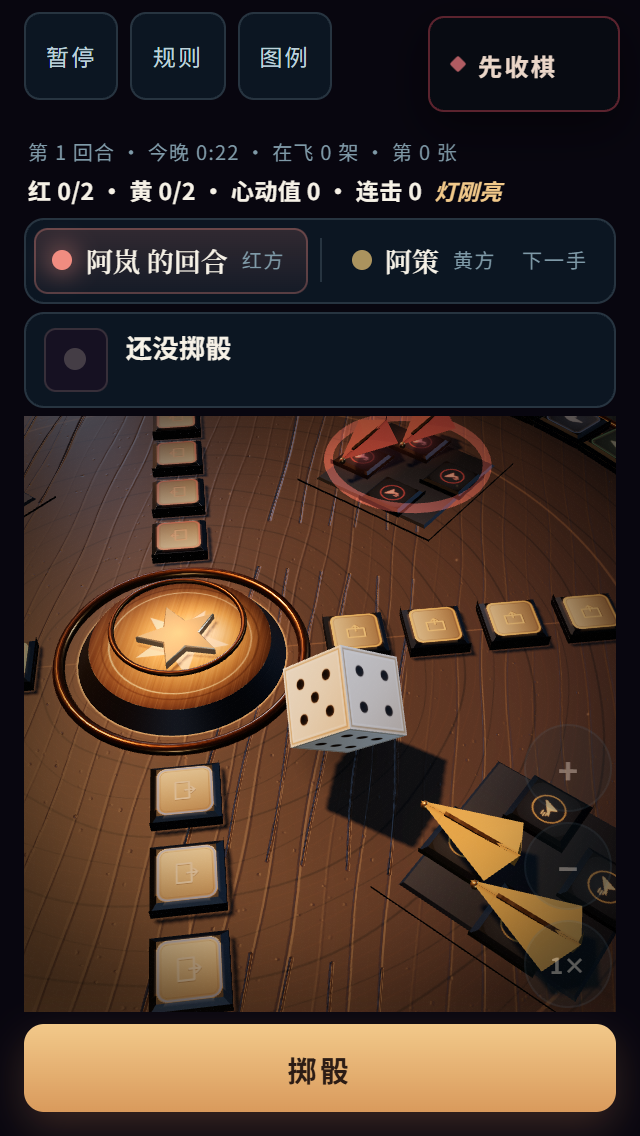 暂停 规则 图例
先收棋
第 1 回合 · 今晚 0:22 · 在飞 0 架 · 第 0 张
红 0/2 · 黄 0/2 · 心动值 0 · 连击 0 灯刚亮
阿岚 的回合 红方 阿策 黄方 下一手
还没掷骰
+
−
1×
掷骰